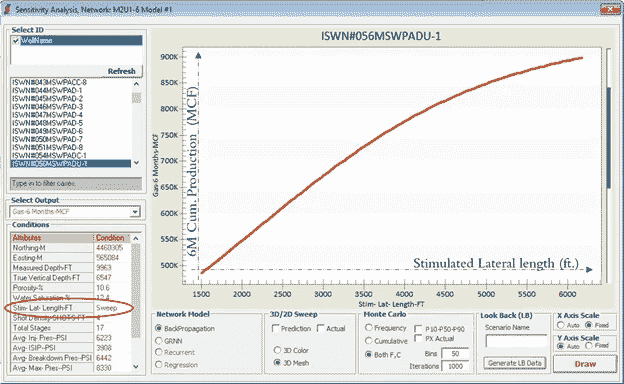 Sensitivity Analysis, Network: M2U1-6 Model #1
Select ID
WellName
Refresh
ISWN#043MSWPACC-8
ISWN#044MSWPAD-1
ISWN#045MSWPAD-2
ISWN#046MSWPAD-3
ISWN#047MSWPAD-4
ISWN#048MSWPAD-5
ISWN#049MSWPAD-6
ISWN#050MSWPAD-7
ISWN#051MSWPAD-8
ISWN#054MSWPADC-1
ISWN#056MSWPADU-1
Type in to filter
Select Output
Gas-6 Months-MCF
Conditions
Attributes Condition
Northing-M 4460305
Easting-M 565084
Measured Depth-FT 9963
True Vertical Depth-FT 6547
Porosity-% 10.6
Water Saturation-% 12.4
Stim- Lat- Length-FT Sweep
Shot Density-SHOTS-FT
Total Stages 17
Avg- Inj- Pres-PSI 6223
Avg- ISIP--PSI 3908
Avg- Breakdown Pres--PSI 6442
Avg- Max- Pres--PSI 8330
ISWN#056MSWPADU-1
900K
850K
800K
750K
700K
650K
600K
550K
500K
Gas-6 Months-MCF
6M Cum. Production (MCF)
Stimulated Lateral length (ft.)
1500 2000 2500 3000 3500 4000 4500 5000 5500 6000
Stim- Lat- Length-FT
Network Model
BackPropagation
GRNN
Recurrent
Regression
3D/2D Sweep
Prediction Actual
3D Color
3D Mesh
Monte Carlo
Frequency P10-P50-P90
Cumulative PX Actual
Both F,C Bins 50
Iterations 1000
Look Back (LB)
Scenario Name
Generate LB Data
X Axis Scale
Auto Fixed
Y Axis Scale
Auto Fixed
Draw